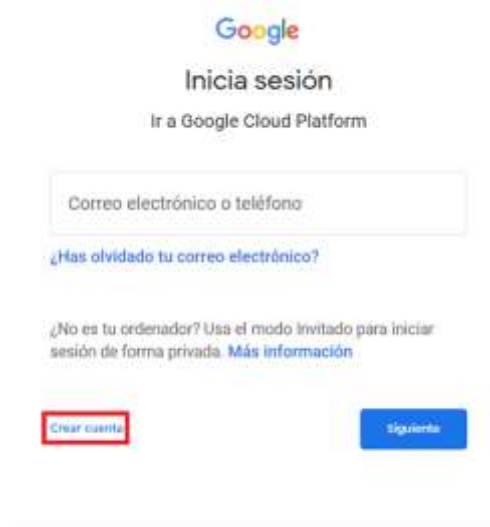 Google
Inicia sesión
Ir a Google Cloud Platform
Correo electrónico o teléfono
¿Has olvidado tu correo electrónico?
¿No es tu ordenador? Usa el modo Invitado para iniciar
sesión de forma privada. Más información
Crear cuenta
Siguiente